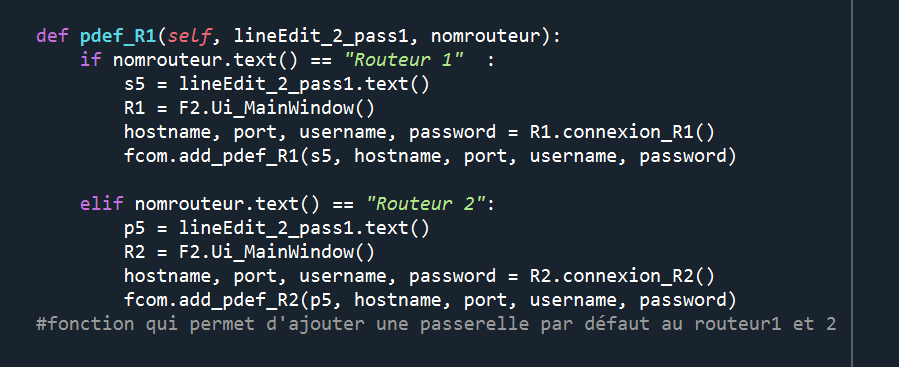 def pdef_R1(self, lineEdit_2_pass1, nomrouteur):
    if nomrouteur.text() == "Routeur 1"  :
        s5 = lineEdit_2_pass1.text()
        R1 = F2.Ui_MainWindow()
        hostname, port, username, password = R1.connexion_R1()
        fcom.add_pdef_R1(s5, hostname, port, username, password)

    elif nomrouteur.text() == "Routeur 2":
        p5 = lineEdit_2_pass1.text()
        R2 = F2.Ui_MainWindow()
        hostname, port, username, password = R2.connexion_R2()
        fcom.add_pdef_R2(p5, hostname, port, username, password)
#fonction qui permet d'ajouter une passerelle par défaut au routeur1 et 2